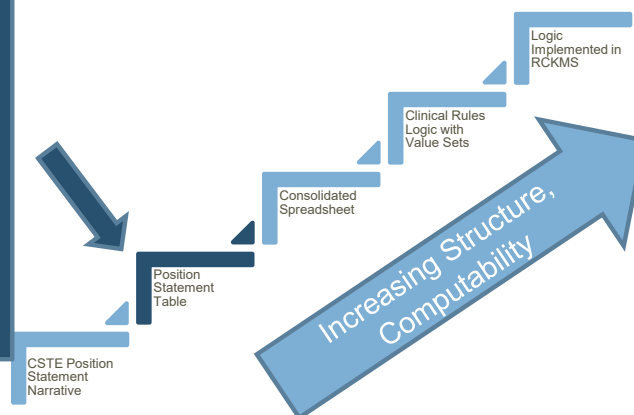 Logic
Implemented in
RCKMS
Clinical Rules
Logic with
Value Sets
Consolidated
Spreadsheet
Position
Statement
Table
CSTE Position
Statement
Narrative
Increasing Structure,
Computability